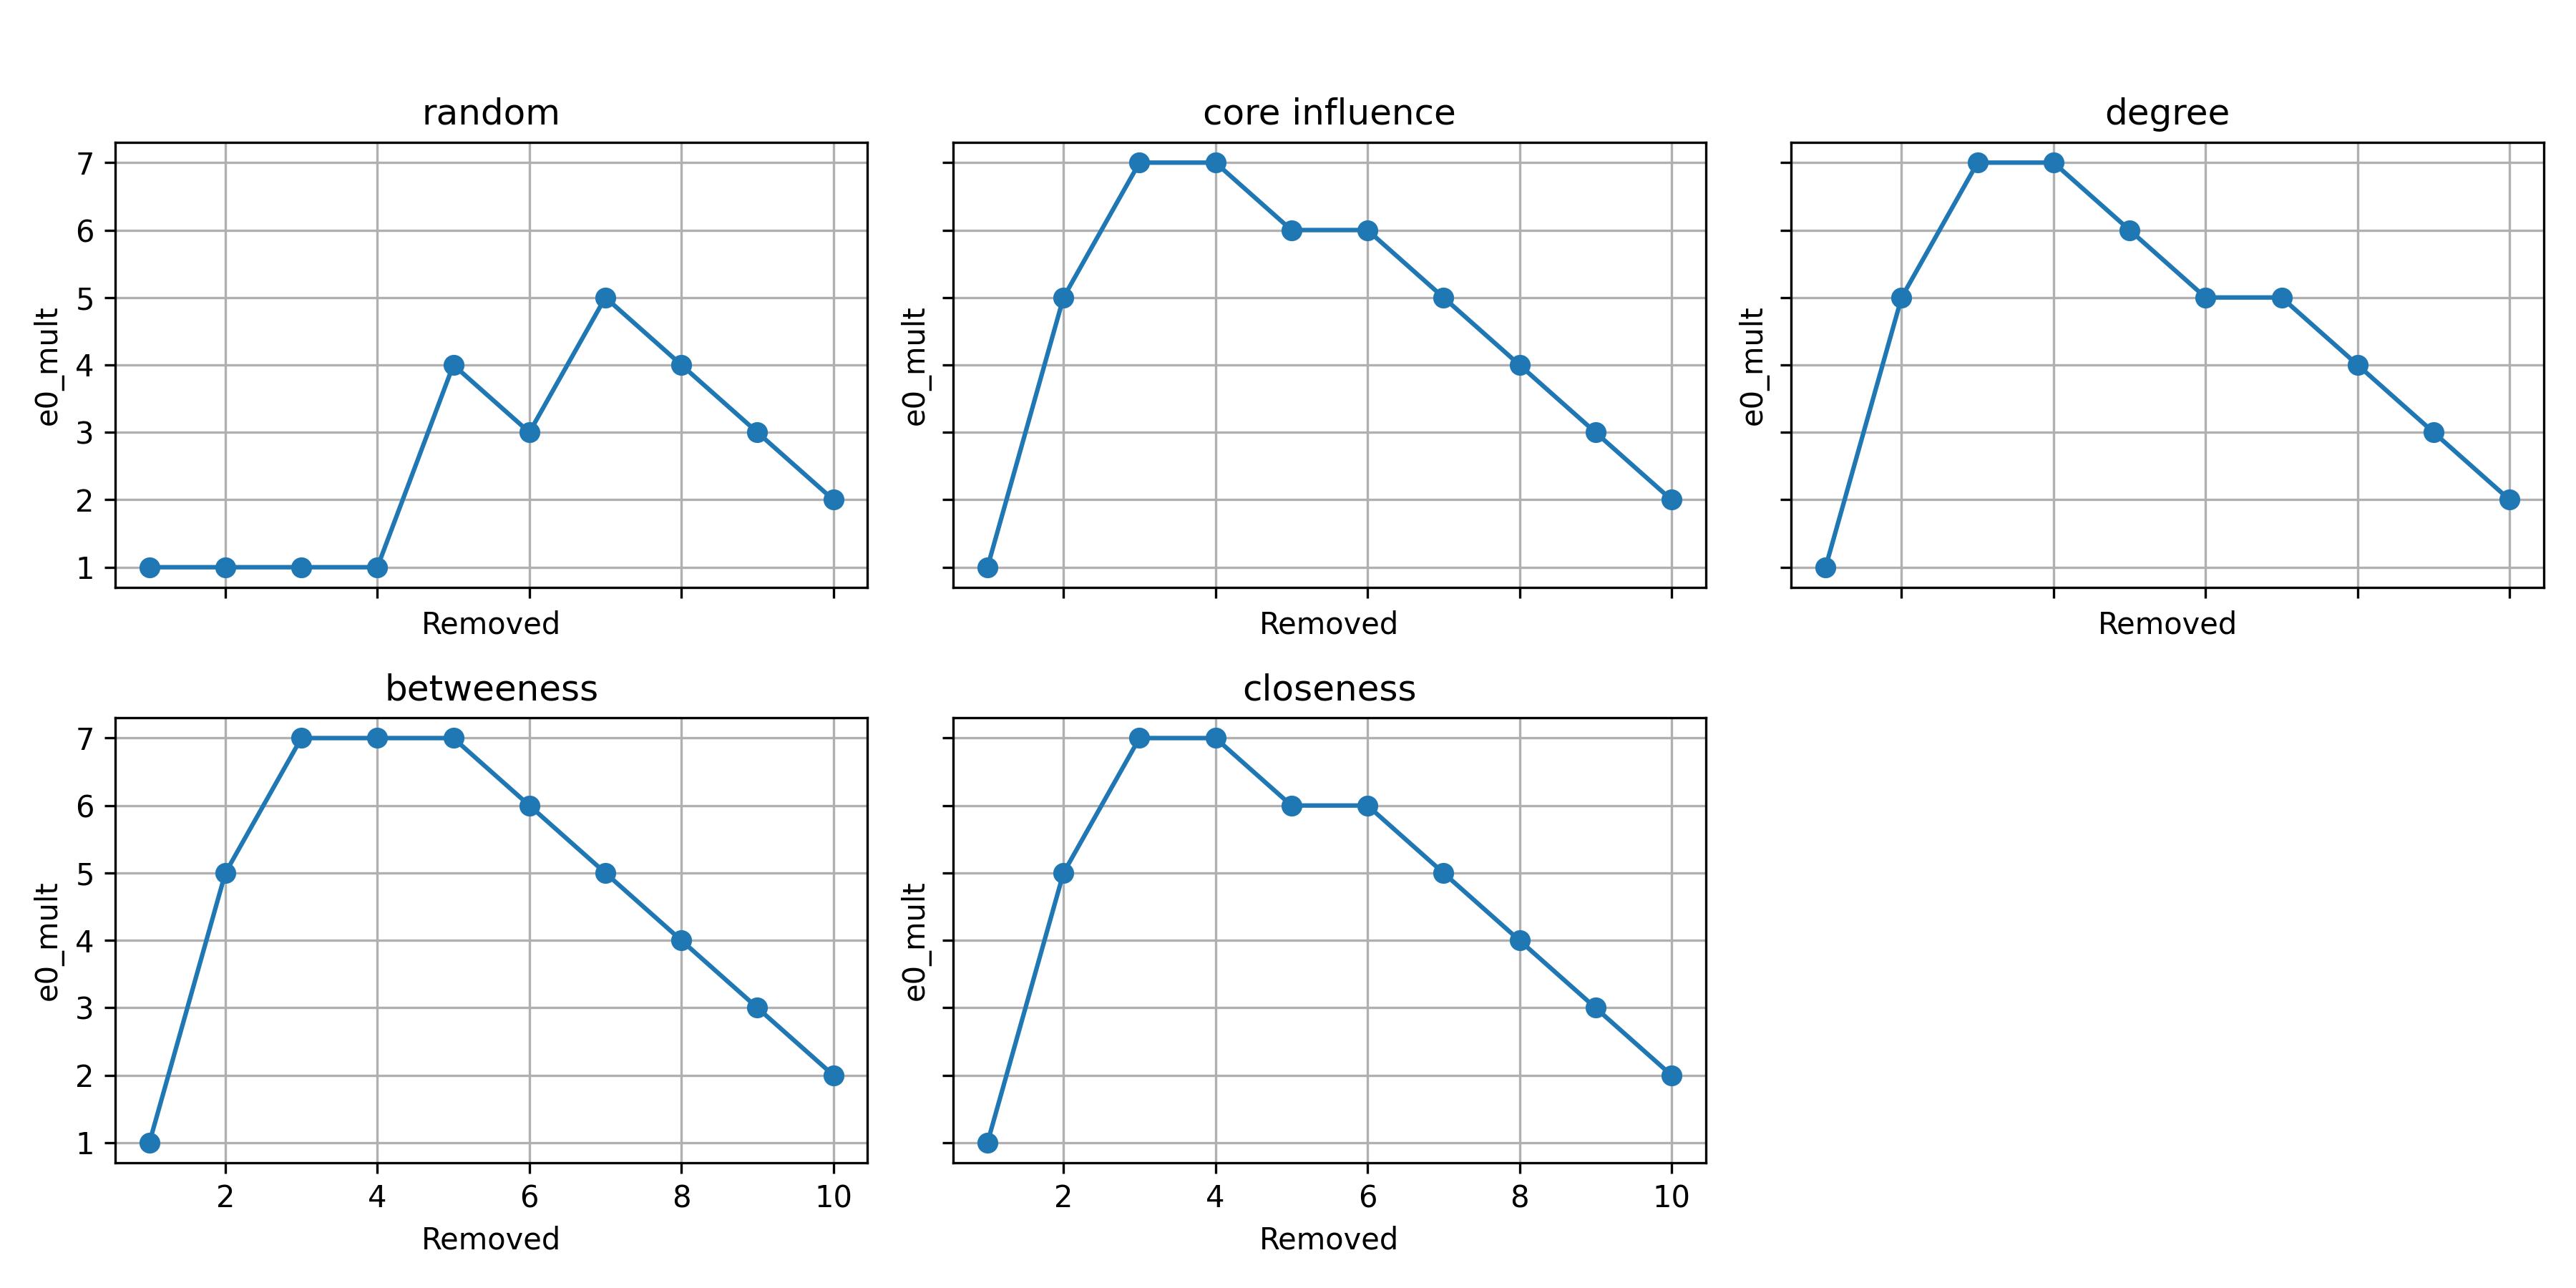 random
7
6
5
4
3
2
1
e0_mult
Removed
core influence
e0_mult
Removed
degree
e0_mult
Removed
betweeness
7
6
5
4
3
2
1
e0_mult
2 4 6 8 10
Removed
closeness
e0_mult
2 4 6 8 10
Removed